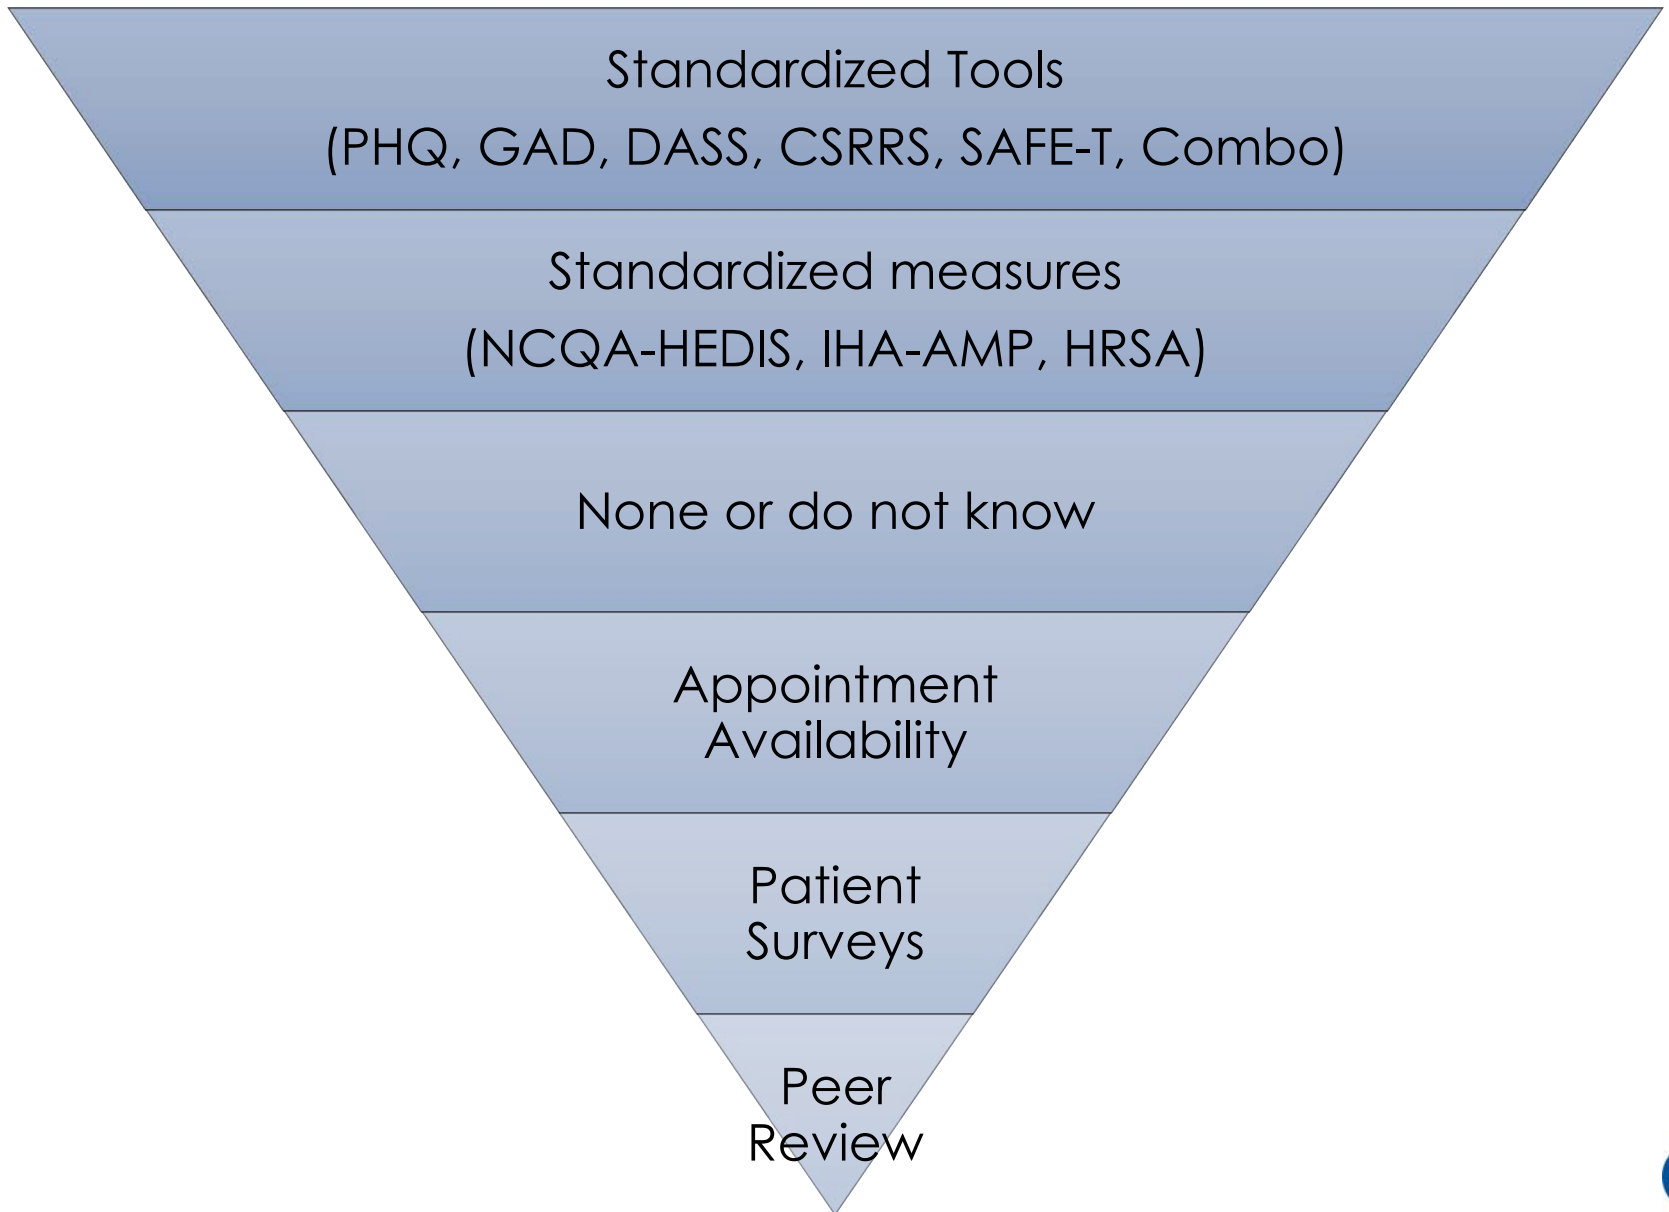 Standardized Tools
(PHQ, GAD, DASS, CSRRS, SAFE-T, Combo)
Standardized measures
(NCQA-HEDIS, IHA-AMP, HRSA)
None or do not know
Appointment
Availability
Patient
Surveys
Peer
Review